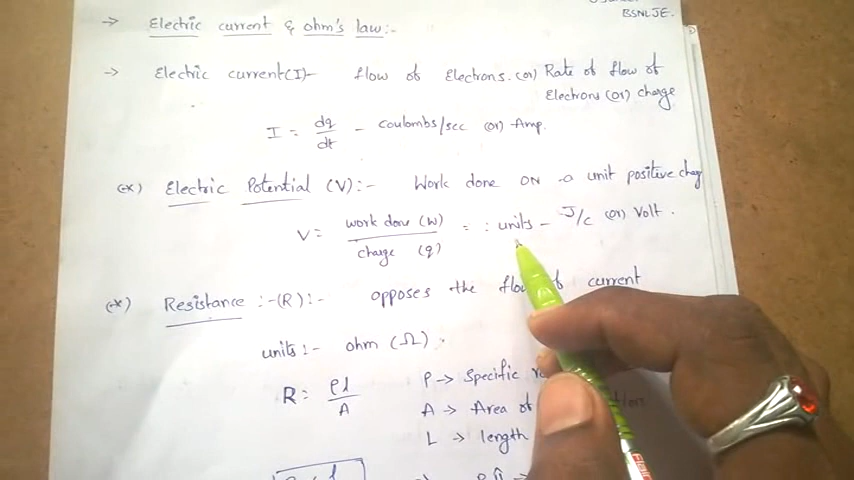 BSNLJE.
→ Electric current & ohm's law:-
→ Electric current(I)- flow of Electrons. (or) Rate of flow of
Electrons (or) charge
I = dq/dt - coulombs/sec (or) Amp.
(*) Electric Potential (V):- Work done ON a unit positive charg
V = work done (W) / charge (q) = : units - J/c (or) Volt.
(*) Resistance :-(R):- opposes the flow of current
units:- ohm (Ω)
R = ρl/A ρ→ Specific
A → Area of
L → length